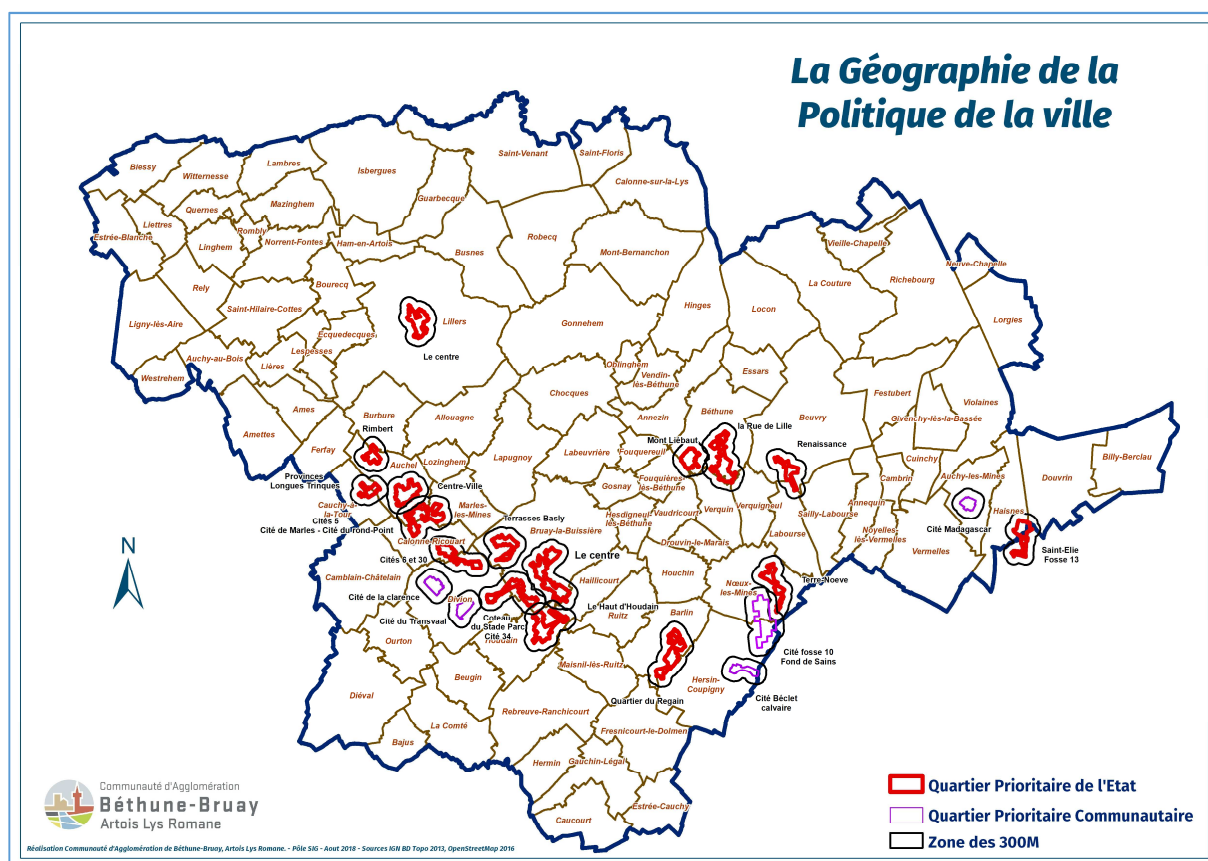 La Géographie de la
Politique de la ville
Blessy
Witternesse
Lambres
Isbergues
Saint-Venant
Saint-Floris
Calonne-sur-la-Lys
Guarbecque
Mazinghem
Quernes
Liettres
Estrée-Blanche
Linghem
Rombly
Norrent-Fontes
Ham-en-Artois
Busnes
Robecq
Mont-Bernanchon
Vieille-Chapelle
La Couture
Richebourg
Neuve-Chapelle
Lorgies
Rely
Bourecq
Saint-Hilaire-Cottes
Ligny-lès-Aire
Ecquedecques
Lillers
Le centre
Gonnehem
Hinges
Locon
Auchy-au-Bois
Lespesses
Lières
Westrehem
Oblinghem
Vendin-
lès-Béthune
Essars
Festubert
Violaines
Givenchy-lès-la-Bassée
Ames
Amettes
Ferfay
Burbure
Rimbert
Allouagne
Chocques
Annezin
Béthune
la Rue de Lille
Beuvry
Renaissance
Mont Liébaut
Fouquereuil
Labeuvrière
Lapugnoy
Lozinghem
Auchel
Provinces
Longues Trinques
Centre-Ville
Cauchy-à-
la-Tour
Marles-
les-Mines
Cités 5
Cité de Marles - Cité du rond-Point
Calonne-Ricouart
Terrasses Basly
Bruay-la-Buissière
Gosnay
Fouquières-
lès-Béthune
Hesdigneul-
lès-Béthune
Vaudricourt
Verquin
Verquigneul
Drouvin-le-Marais
Labourse
Sailly-Labourse
Annequin
Cambrin
Cuinchy
Noyelles-
lès-Vermelles
Vermelles
Auchy-les-Mines
Cité Madagascar
Haisnes
Douvrin
Billy-Berclau
Saint-Elie
Fosse 13
N
Cités 6 et 30
Le centre
Camblain-Châtelain
Cité de la clarence
Divion
Cité du Transvaal
Coteau
du Stade Parc
Cité 34
Houdain
Le Haut d'Houdain
Haillicourt
Ruitz
Houchin
Barlin
Nœux-
les-Mines
Terre-Noeve
Cité fosse 10
Fond de Sains
Cité Béclet
calvaire
Hersin-
Coupigny
Quartier du Regain
Maisnil-lès-Ruitz
Ourton
Beugin
Diéval
La Comté
Bajus
Rebreuve-Ranchicourt
Fresnicourt-le-Dolmen
Hermin
Gauchin-Légal
Estrée-Cauchy
Caucourt
Quartier Prioritaire de l'Etat
Quartier Prioritaire Communautaire
Zone des 300M
Communauté d'Agglomération
Béthune-Bruay
Artois Lys Romane
Réalisation Communauté d'Agglomération de Béthune-Bruay, Artois Lys Romane. - Pôle SIG - Aout 2018 - Sources IGN BD Topo 2013, OpenStreetMap 2016